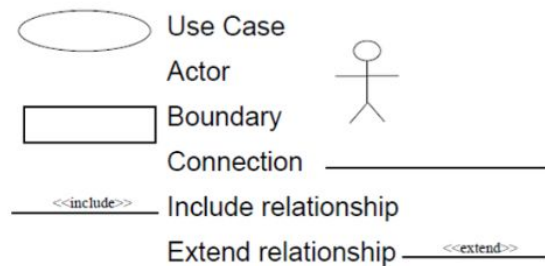 Use Case
Actor
Boundary
Connection
<<include>> Include relationship
Extend relationship <<extend>>